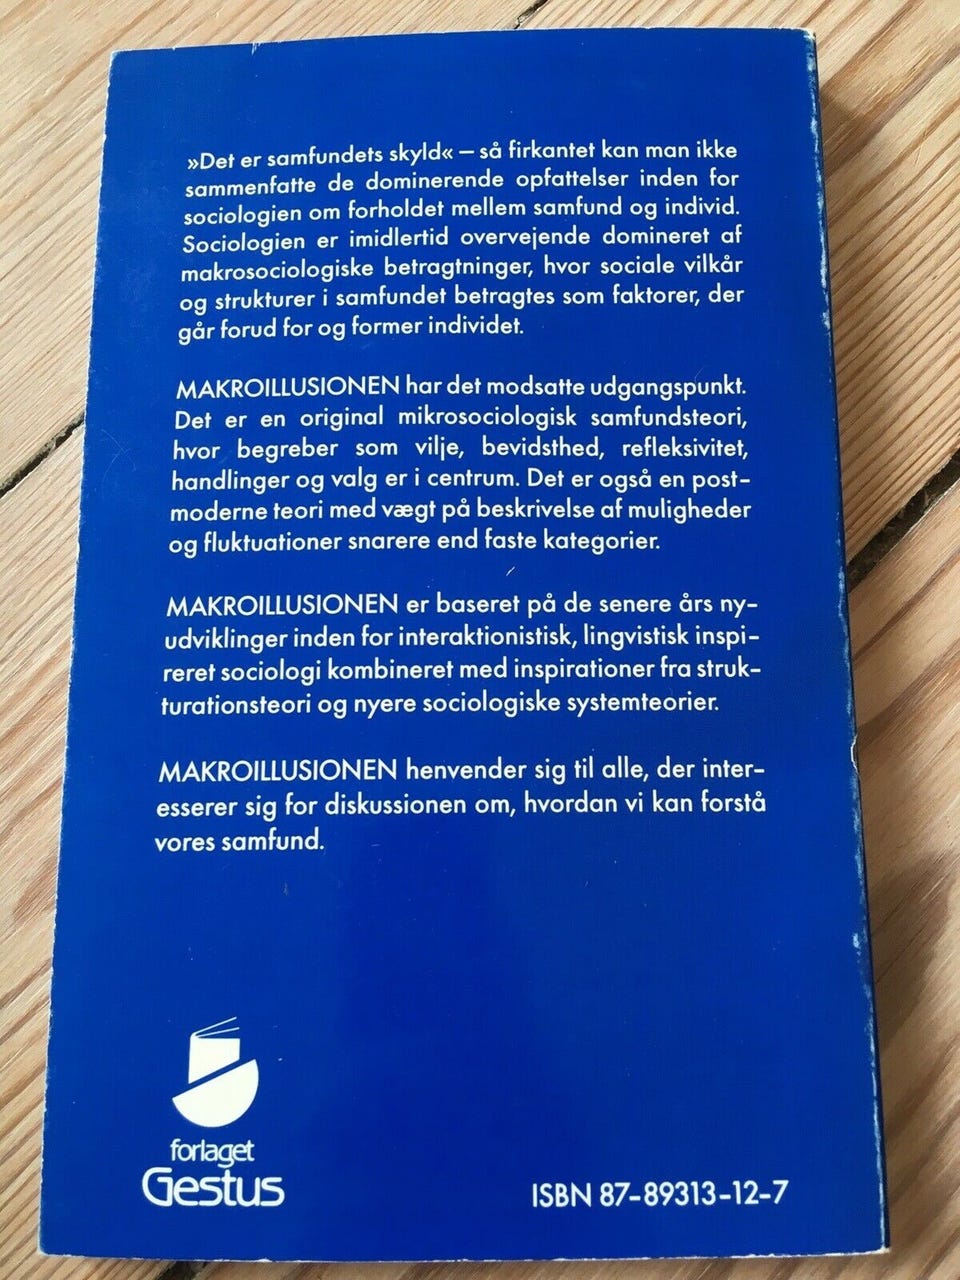 »Det er samfundets skyld« – så firkantet kan man ikke
sammenfatte de dominerende opfattelser inden for
sociologien om forholdet mellem samfund og individ.
Sociologien er imidlertid overvejende domineret af
makrosociologiske betragtninger, hvor sociale vilkår
og strukturer i samfundet betragtes som faktorer, der
går forud for og former individet.
MAKROILLUSIONEN har det modsatte udgangspunkt.
Det er en original mikrosociologisk samfundsteori,
hvor begreber som vilje, bevidsthed, refleksivitet,
handlinger og valg er i centrum. Det er også en post-
moderne teori med vægt på beskrivelse af muligheder
og fluktuationer snarere end faste kategorier.
MAKROILLUSIONEN er baseret på de senere års ny-
udviklinger inden for interaktionistisk, lingvistisk inspi-
reret sociologi kombineret med inspirationer fra struk-
turationsteori og nyere sociologiske systemteorier.
MAKROILLUSIONEN henvender sig til alle, der inter-
esserer sig for diskussionen om, hvordan vi kan forstå
vores samfund.
forlaget
Gestus
ISBN 87-89313-12-7